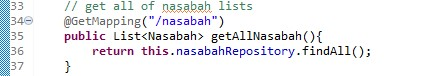 33 // get all of nasabah lists
34 @GetMapping("/nasabah")
35 public List<Nasabah> getAllNasabah(){
36 return this.nasabahRepository.findAll();
37 }